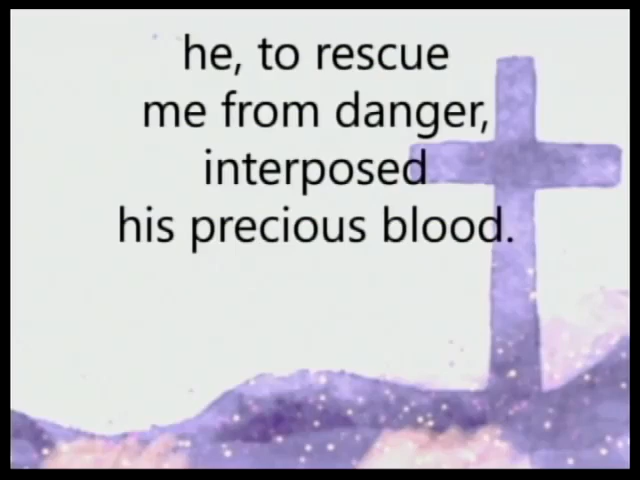 he, to rescue
me from danger,
interposed
his precious blood.